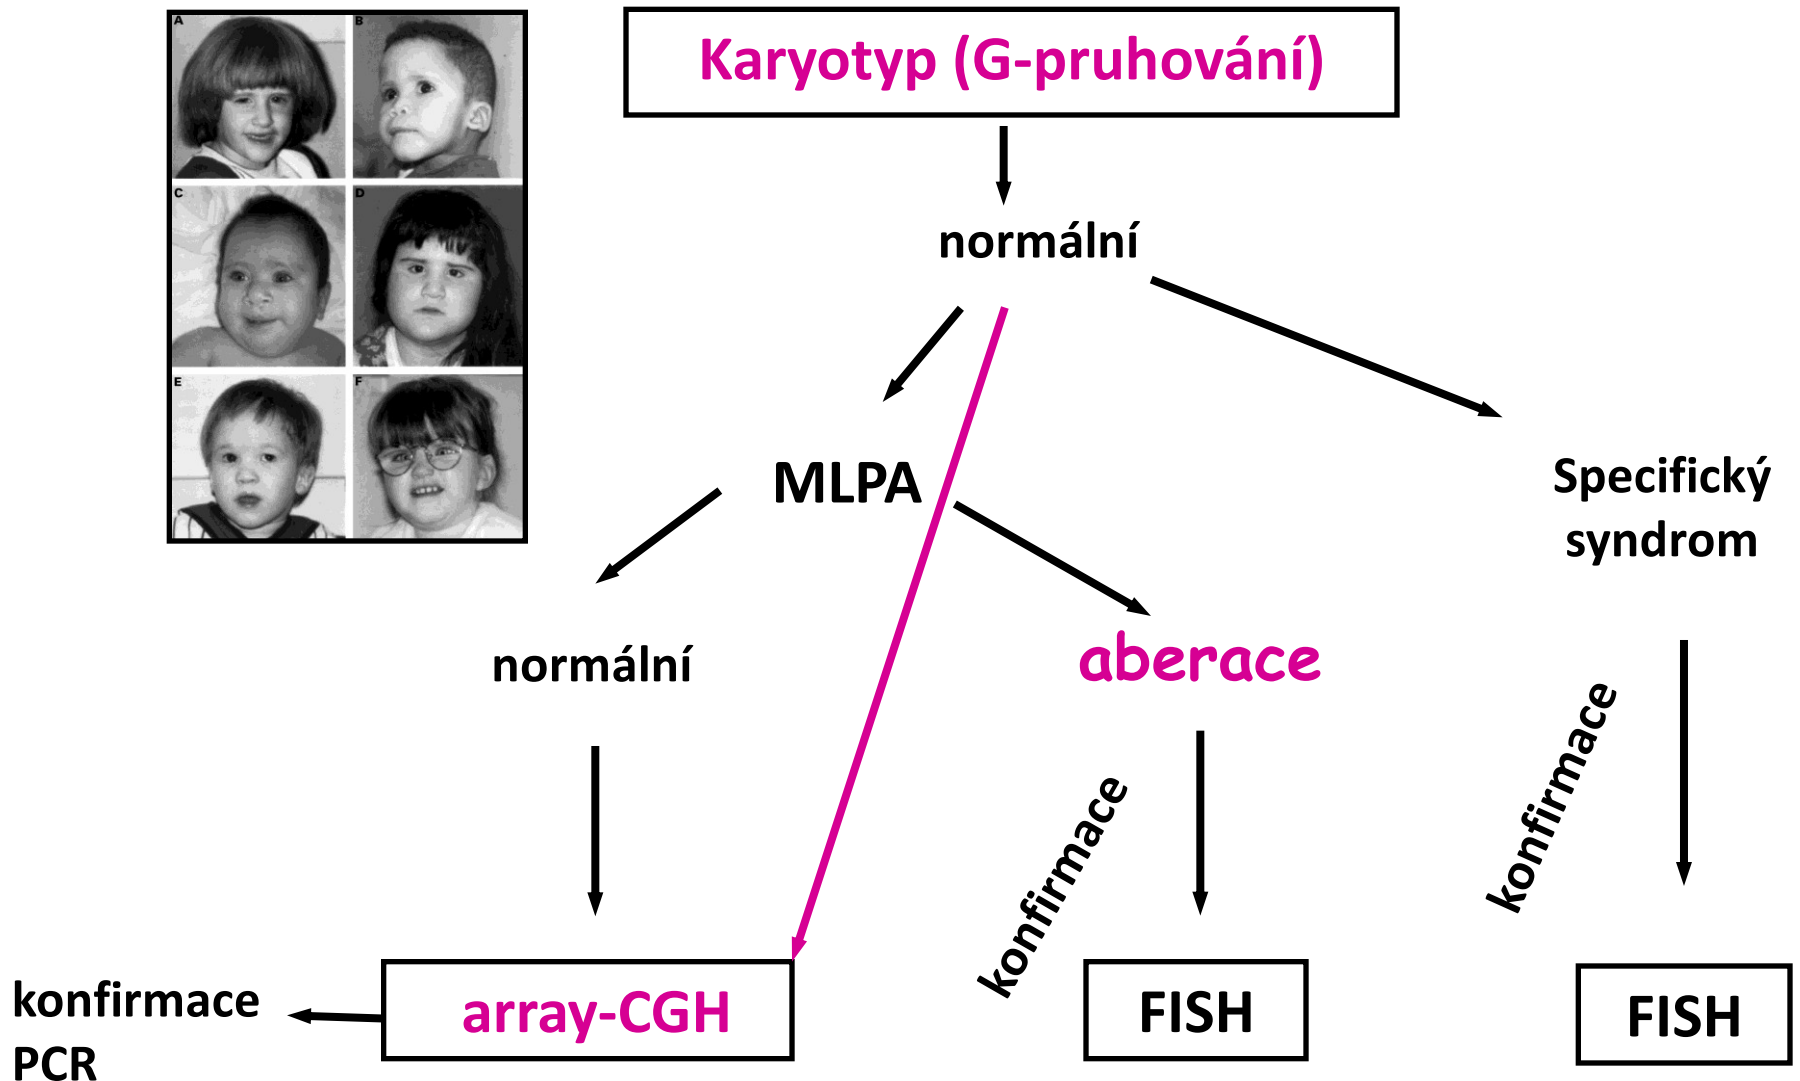 A
B
C
D
E
F
Karyotyp (G-pruhování)
normální
MLPA
Specifický
syndrom
normální
aberace
konfirmace
konfirmace
array-CGH
FISH
FISH
konfirmace
PCR